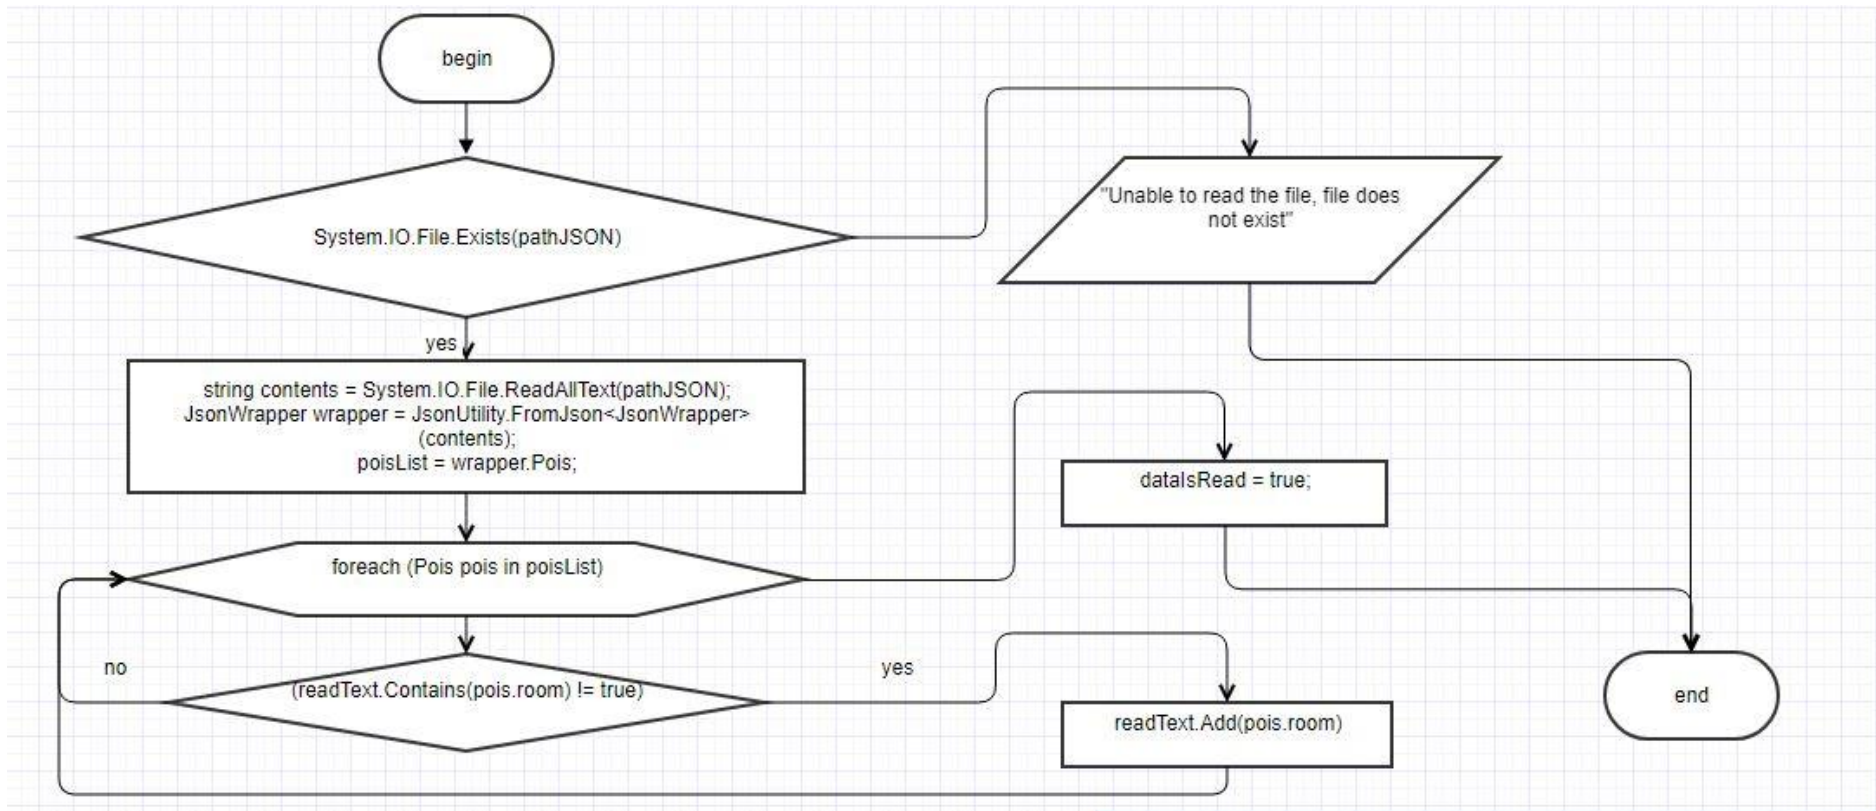 begin
System.IO.File.Exists(pathJSON)
"Unable to read the file, file does
not exist"
yes
string contents = System.IO.File.ReadAllText(pathJSON);
JsonWrapper wrapper = JsonUtility.FromJson<JsonWrapper>
(contents);
poisList = wrapper.Pois;
dataIsRead = true;
foreach (Pois pois in poisList)
no
(readText.Contains(pois.room) != true)
yes
readText.Add(pois.room)
end